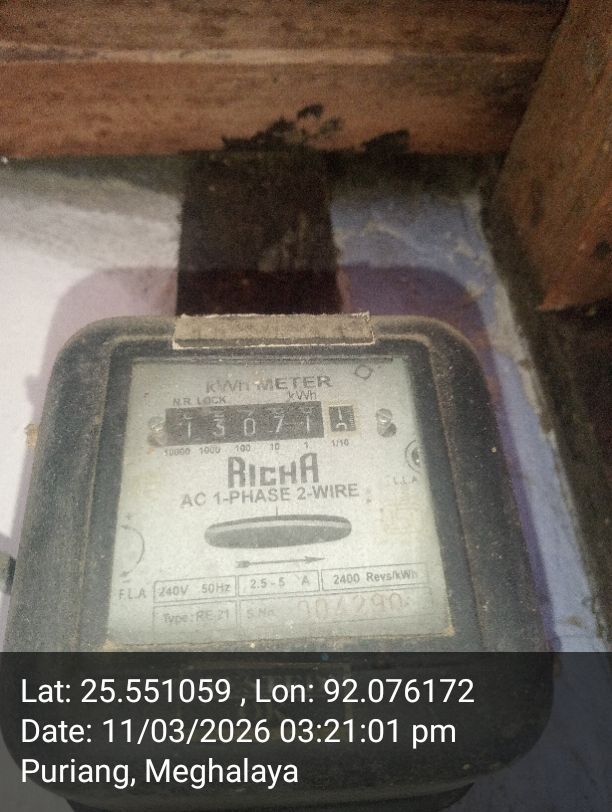 kWh METER
N.R. LOCK kWh
1 3 0 7 1
10000 1000 100 10 1 1/10
RICHA
AC 1-PHASE 2-WIRE
L.L.A
F.L.A 240V 50Hz 2.5 - 5 A 2400 Revs/kWh
Type: RE-21 S.No. 004290
Lat: 25.551059 , Lon: 92.076172
Date: 11/03/2026 03:21:01 pm
Puriang, Meghalaya